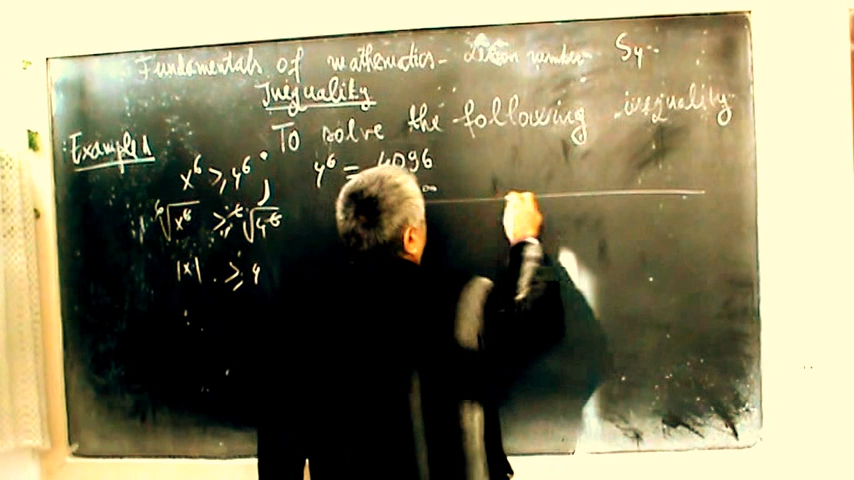 Fundamentals of mathematics - Lesson number 54.
Inequality
To solve the following inequality
Example 1
x⁶ ≥ 4⁶;
4⁶ = 4096
⁶√x⁶ ≥ ⁶√4⁶
|x| ≥ 4